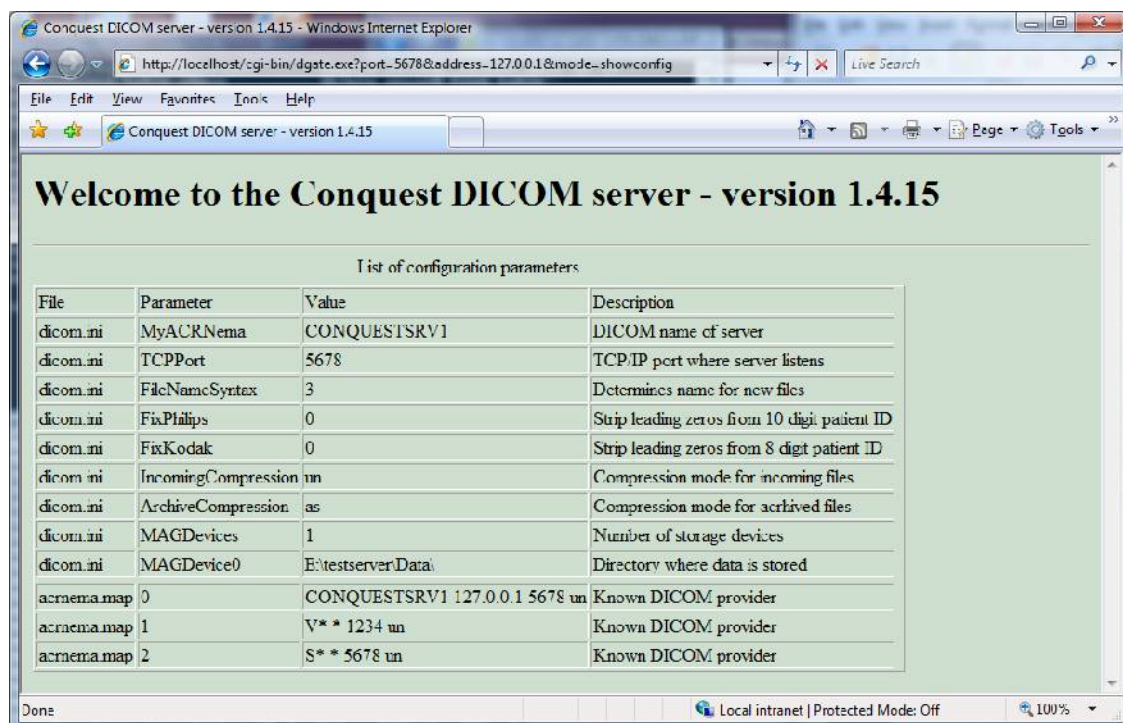 Conquest DICOM server - version 1.4.15 - Windows Internet Explorer
http://localhost/cgi-bin/dgate.exe?port=5678&address=127.0.0.1&mode=showconfig Live Search
File Edit View Favorites Tools Help
Conquest DICOM server - version 1.4.15 Page Tools
Welcome to the Conquest DICOM server - version 1.4.15
List of configuration parameters
File Parameter Value Description
dicom.ini MyACRNema CONQUESTSRV1 DICOM name of server
dicom.ini TCPPort 5678 TCP/IP port where server listens
dicom.ini FileNameSyntax 3 Determines name for new files
dicom.ini FixPhilips 0 Strip leading zeros from 10 digit patient ID
dicom.ini FixKodak 0 Strip leading zeros from 8 digit patient ID
dicom.ini IncomingCompression un Compression mode for incoming files
dicom.ini ArchiveCompression as Compression mode for acrhived files
dicom.ini MAGDevices 1 Number of storage devices
dicom.ini MAGDevice0 E:\testserver\Data\ Directory where data is stored
acrnema.map 0 CONQUESTSRV1 127.0.0.1 5678 un Known DICOM provider
acrnema.map 1 V* * 1234 un Known DICOM provider
acrnema.map 2 S* * 5678 un Known DICOM provider
Done Local intranet | Protected Mode: Off 100%